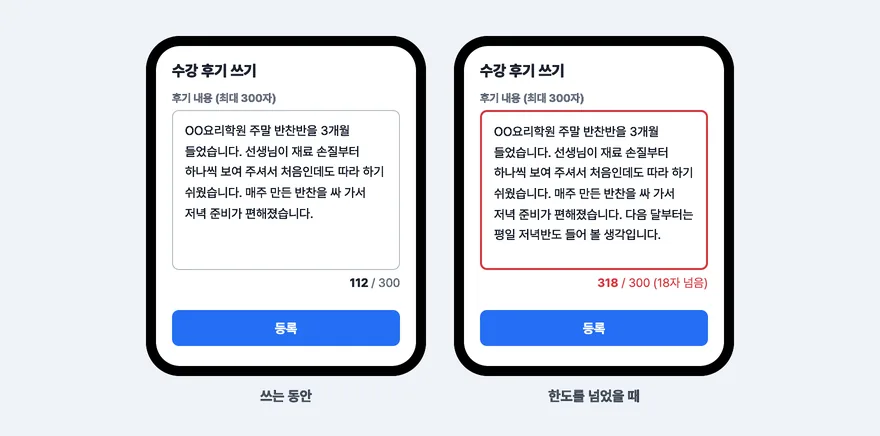 수강 후기 쓰기
후기 내용 (최대 300자)
OO요리학원 주말 반찬반을 3개월
들었습니다. 선생님이 재료 손질부터
하나씩 보여 주셔서 처음인데도 따라 하기
쉬웠습니다. 매주 만든 반찬을 싸 가서
저녁 준비가 편해졌습니다.
112 / 300
등록
쓰는 동안
수강 후기 쓰기
후기 내용 (최대 300자)
OO요리학원 주말 반찬반을 3개월
들었습니다. 선생님이 재료 손질부터
하나씩 보여 주셔서 처음인데도 따라 하기
쉬웠습니다. 매주 만든 반찬을 싸 가서
저녁 준비가 편해졌습니다. 다음 달부터는
평일 저녁반도 들어 볼 생각입니다.
318 / 300 (18자 넘음)
등록
한도를 넘었을 때